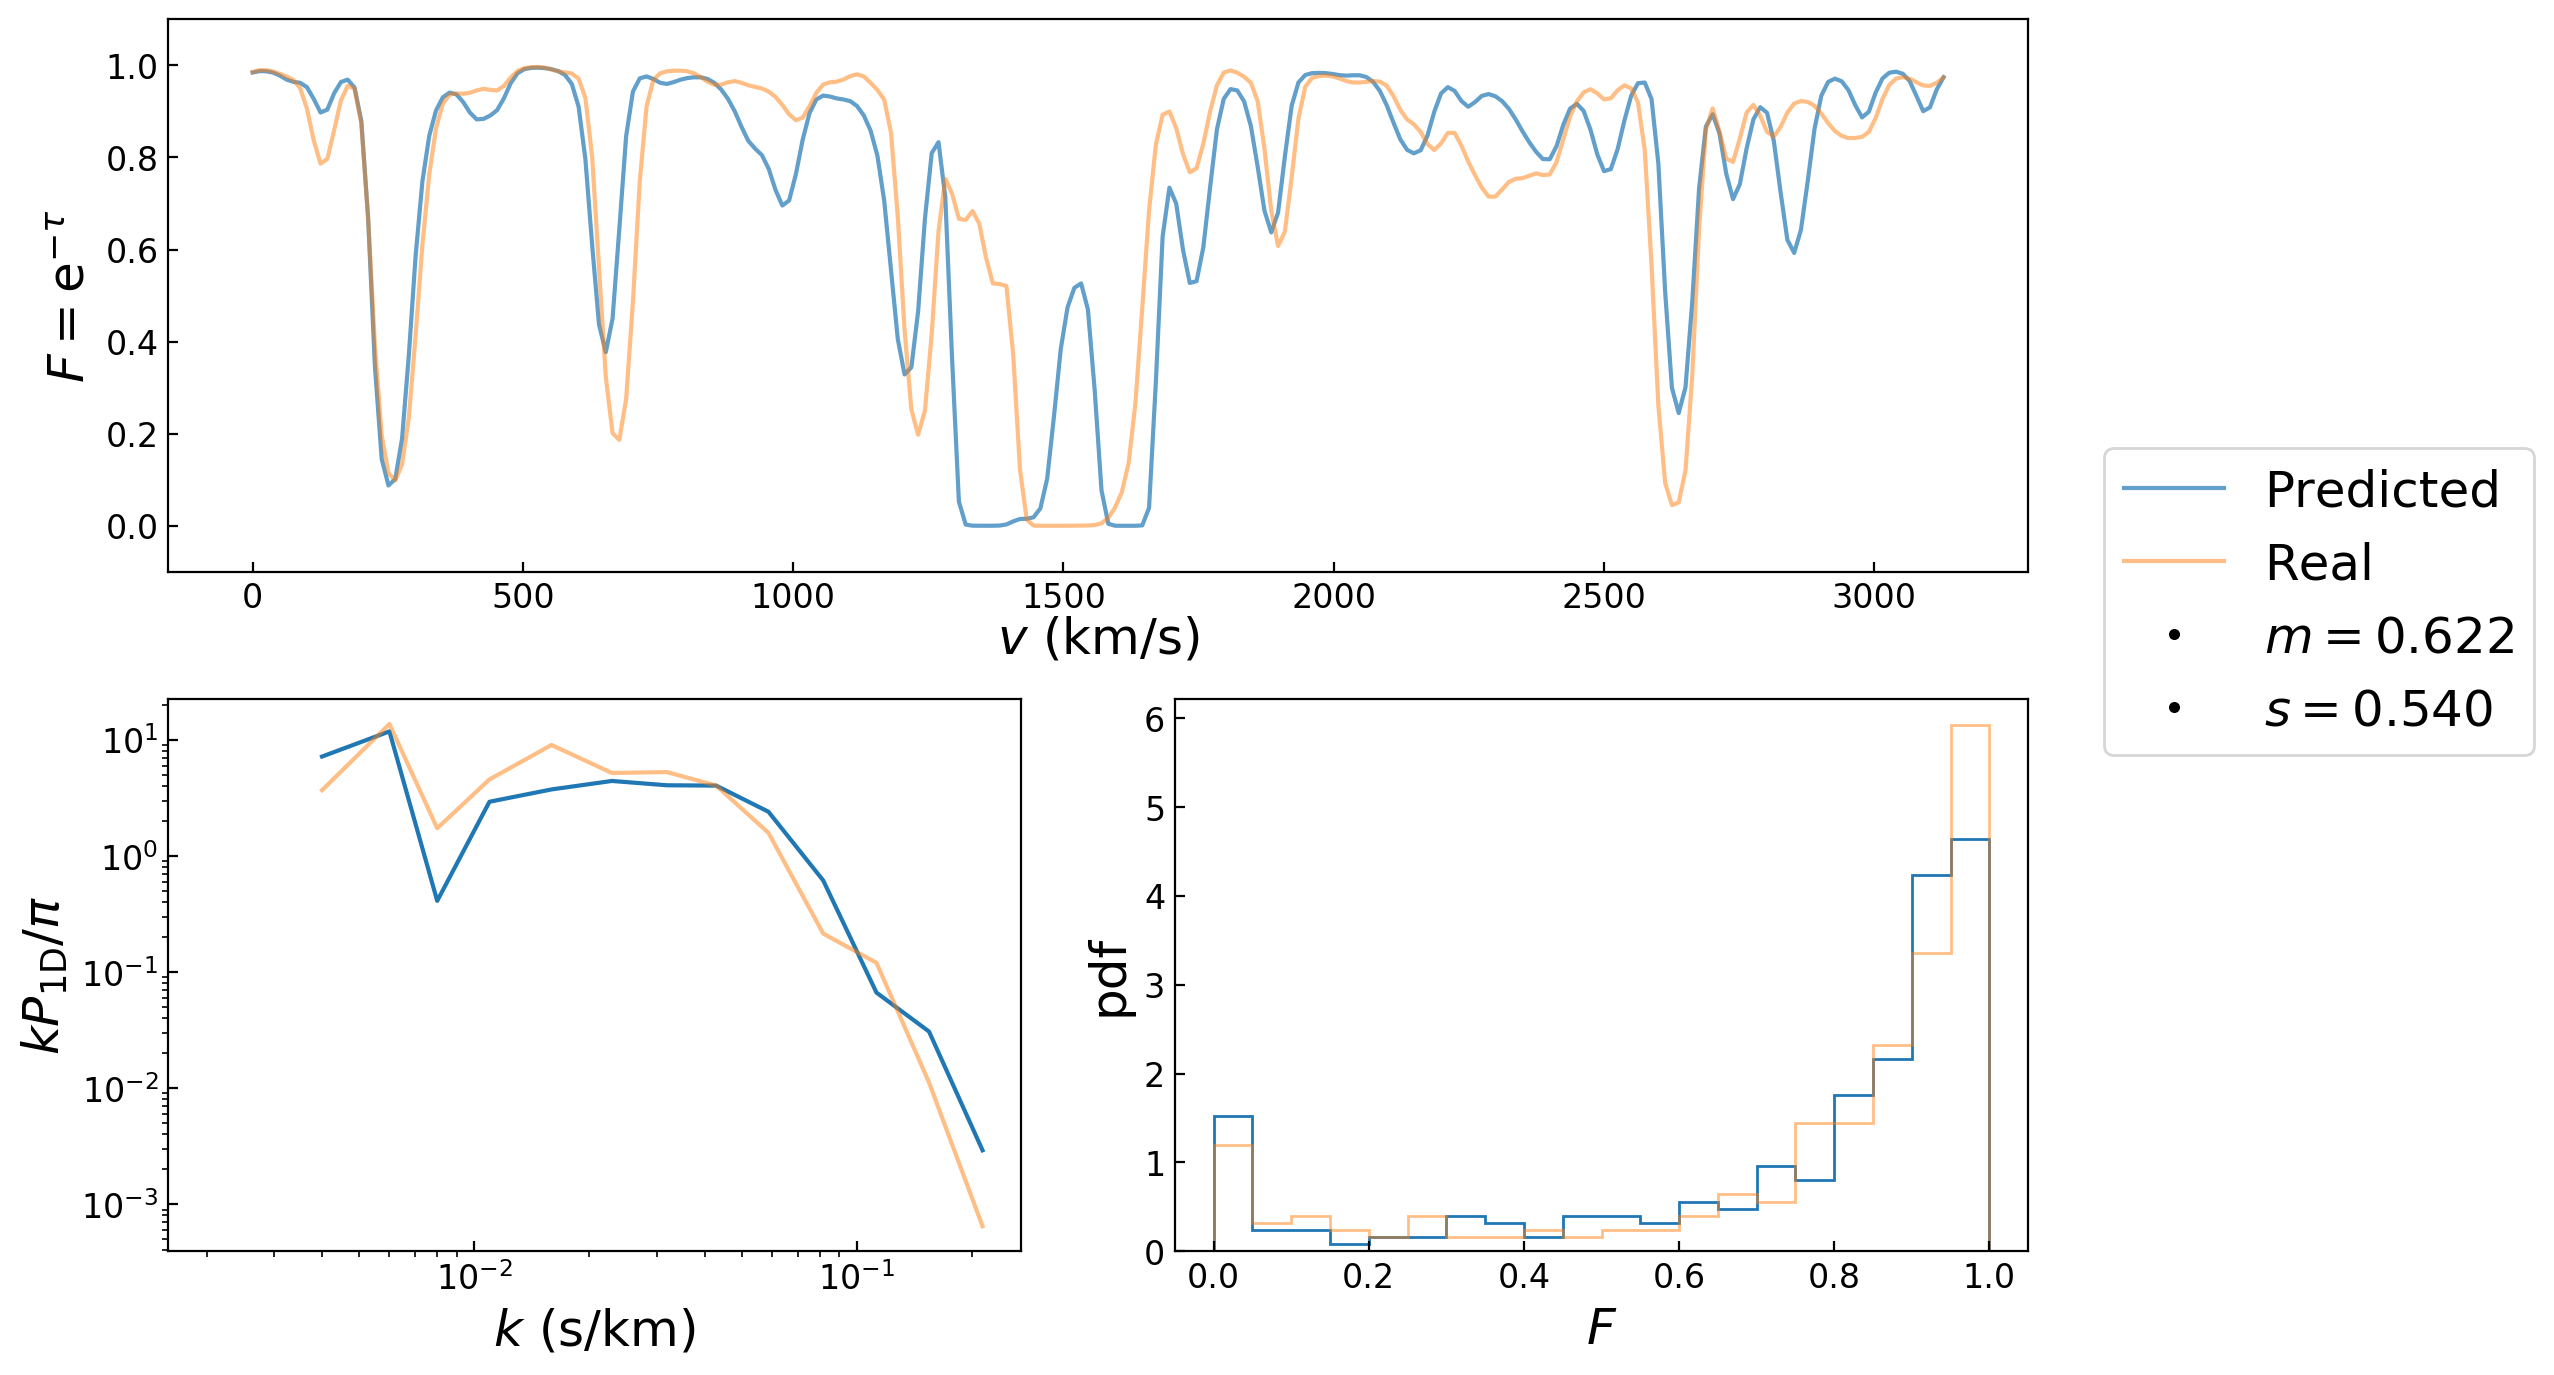 1.0
0.8
0.6
0.4
0.2
0.0
F = e^{-τ}
0 500 1000 1500 2000 2500 3000
v (km/s)
Predicted
Real
m = 0.622
s = 0.540
10^1
10^0
10^{-1}
10^{-2}
10^{-3}
kP_{1D}/π
10^{-2} 10^{-1}
k (s/km)
6
5
4
3
2
1
0
pdf
0.0 0.2 0.4 0.6 0.8 1.0
F